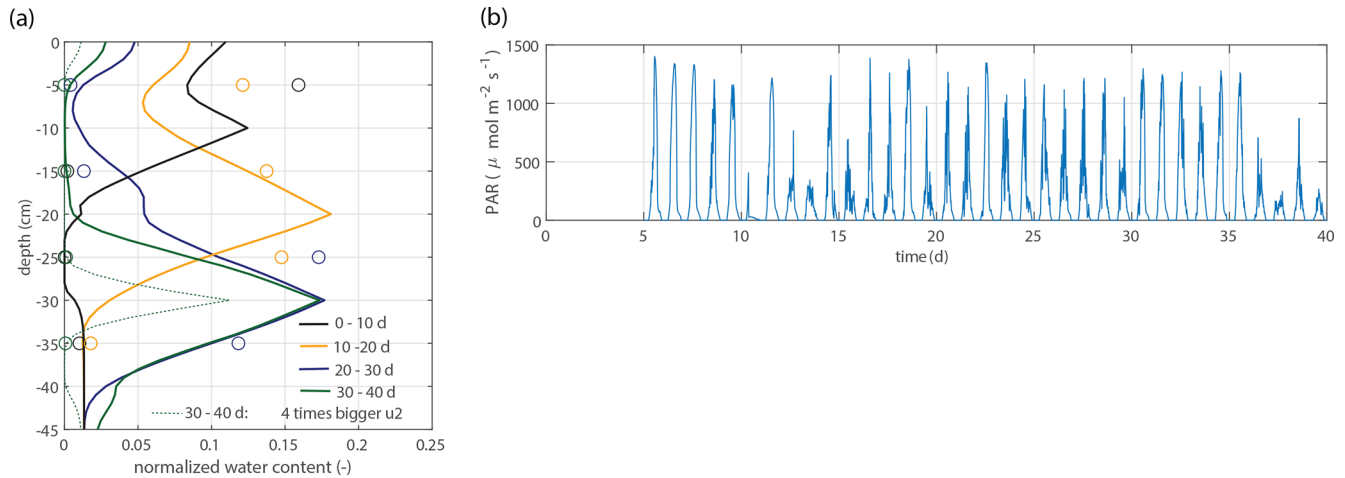 (a)
0
-5
-10
-15
-20
-25
-30
-35
-40
-45
depth (cm)
0 - 10 d
10 -20 d
20 - 30 d
30 - 40 d
30 - 40 d: 4 times bigger u2
0 0.05 0.1 0.15 0.2 0.25
normalized water content (-)
(b)
1500
1000
500
0
PAR ( μ mol m⁻² s⁻¹)
0 5 10 15 20 25 30 35 40
time (d)